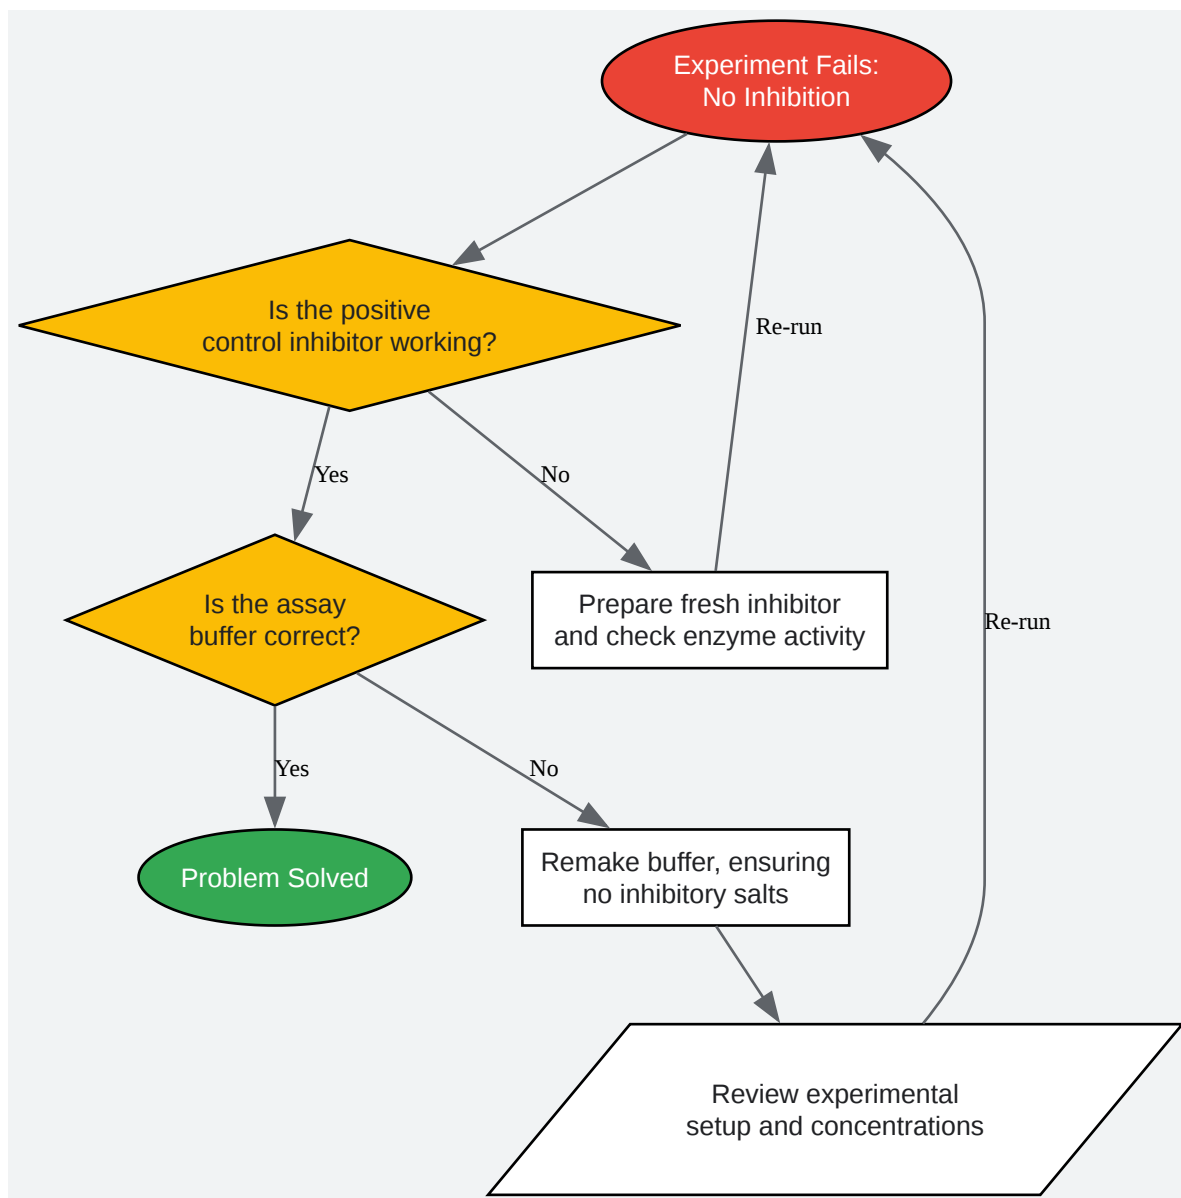 Experiment Fails:
No Inhibition
Is the positive
control inhibitor working?
Re-run
Yes
No
Is the assay
buffer correct?
Prepare fresh inhibitor
and check enzyme activity
Re-run
Yes
No
Problem Solved
Remake buffer, ensuring
no inhibitory salts
Review experimental
setup and concentrations